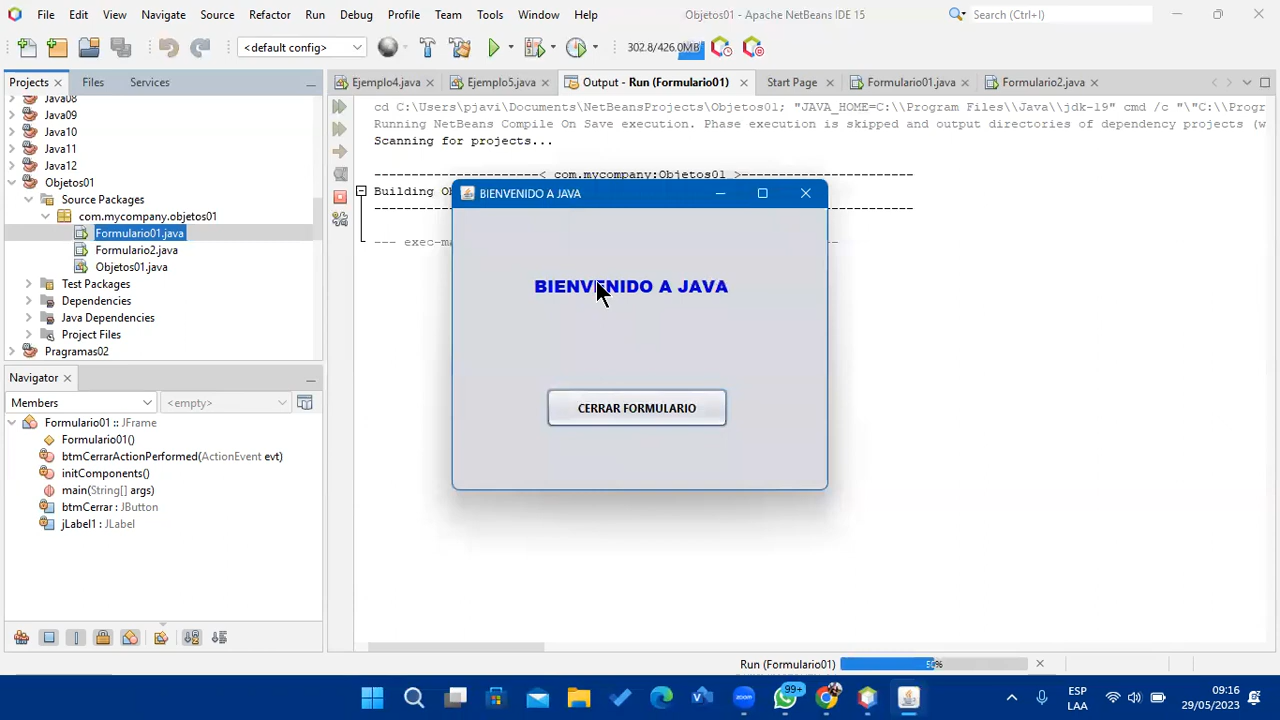 File Edit View Navigate Source Refactor Run Debug Profile Team Tools Window Help Objetos01 - Apache NetBeans IDE 15 Search (Ctrl+I)
<default config> 302.8/426.0MB
Projects Files Services Ejemplo4.java Ejemplo5.java Output - Run (Formulario01) Start Page Formulario01.java Formulario2.java
Java08
Java09
Java10
Java11
Java12
Objetos01
Source Packages
com.mycompany.objetos01
Formulario01.java
Formulario2.java
Objetos01.java
Test Packages
Dependencies
Java Dependencies
Project Files
Pragramas02
cd C:\Users\pjavi\Documents\NetBeansProjects\Objetos01; "JAVA_HOME=C:\\Program Files\\Java\\jdk-19" cmd /c "\"C:\\Progr
Running NetBeans Compile On Save execution. Phase execution is skipped and output directories of dependency projects (w
Scanning for projects...
----------------------< com.mycompany:Objetos01 >----------------------
Building Ob
--- exec-ma
BIENVENIDO A JAVA
BIENVENIDO A JAVA
CERRAR FORMULARIO
Navigator
Members <empty>
Formulario01 :: JFrame
Formulario01()
btmCerrarActionPerformed(ActionEvent evt)
initComponents()
main(String[] args)
btmCerrar : JButton
jLabel1 : JLabel
Run (Formulario01) 50%
99+ zoom
ESP
LAA
09:16
29/05/2023